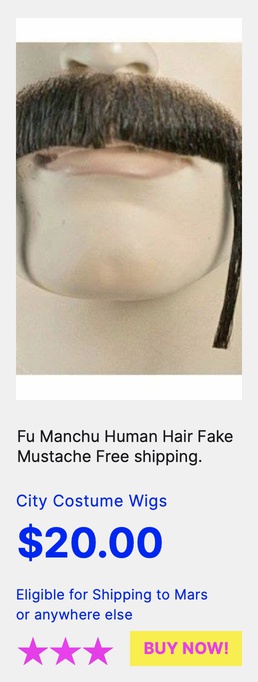 Fu Manchu Human Hair Fake
Mustache Free shipping.
City Costume Wigs
$20.00
Eligible for Shipping to Mars
or anywhere else
BUY NOW!